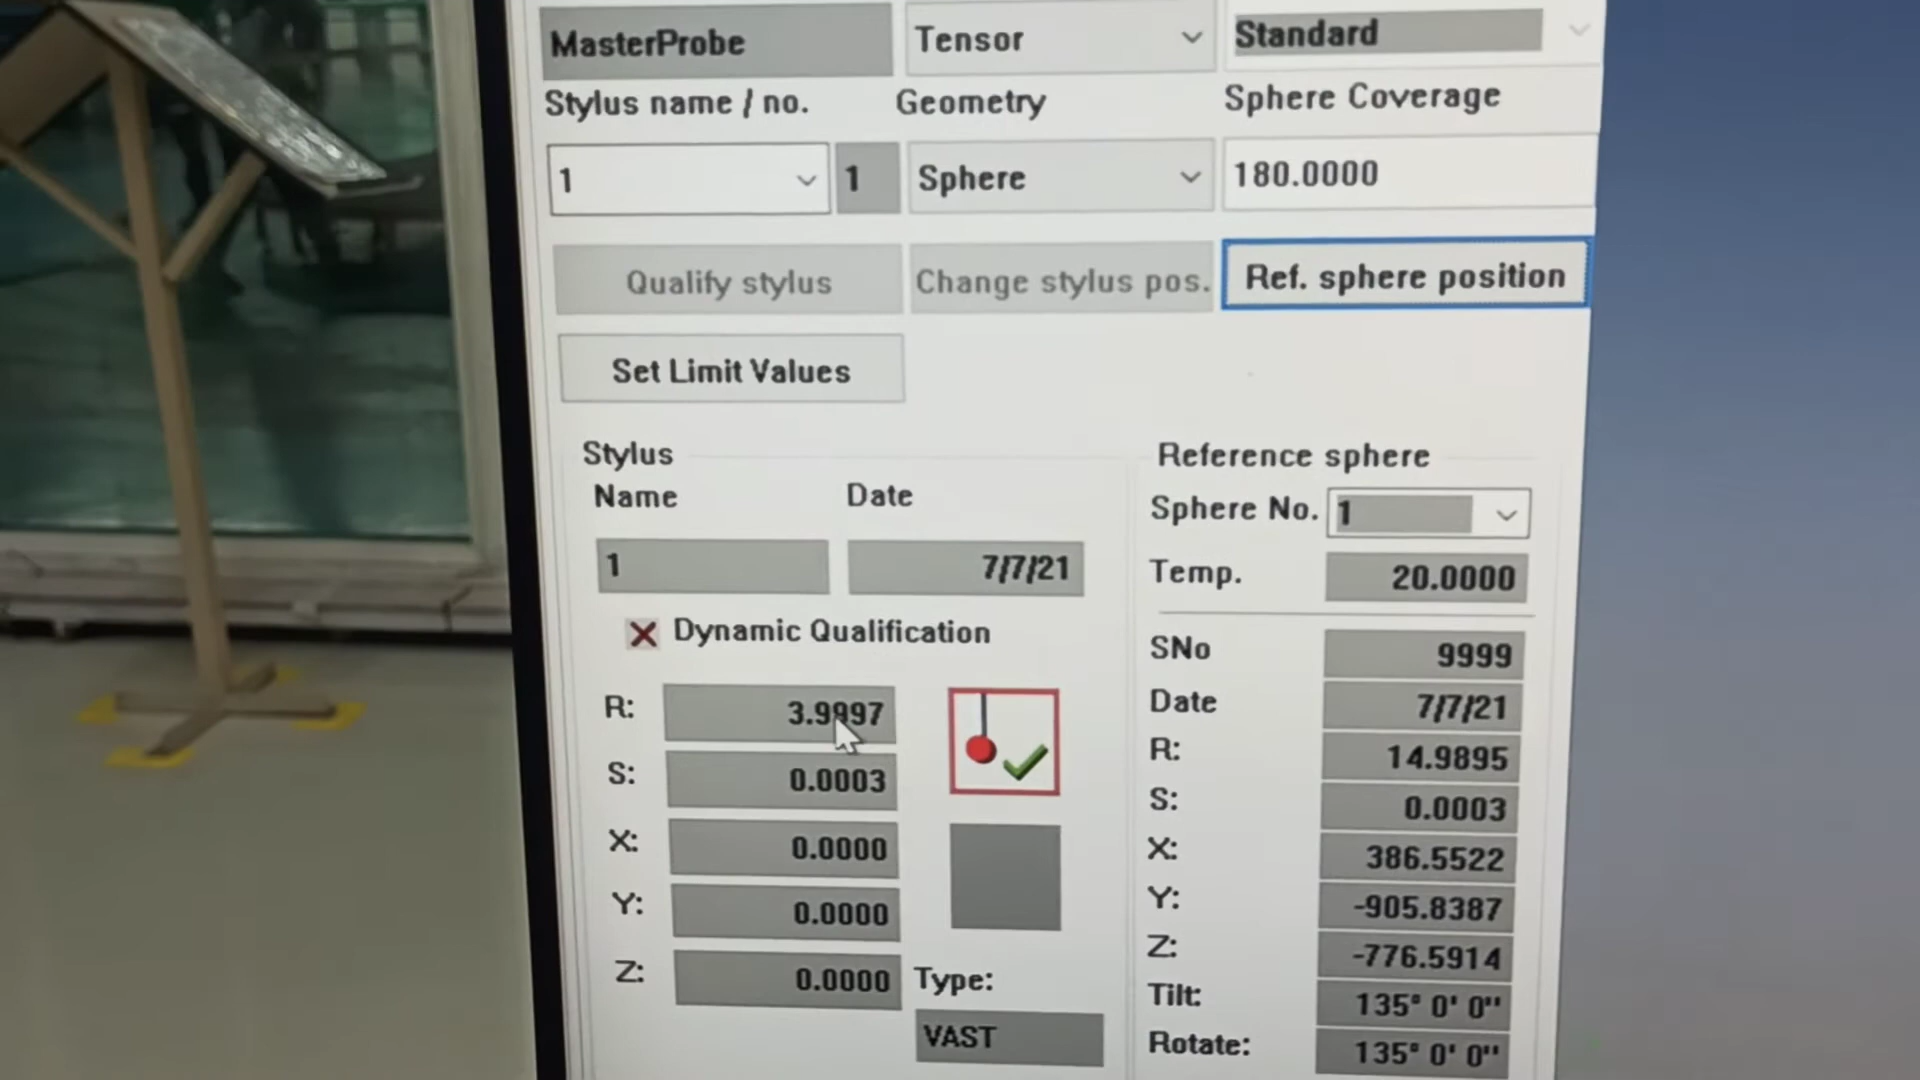 MasterProbe Tensor Standard
Stylus name / no. Geometry Sphere Coverage
1 1 Sphere 180.0000
Qualify stylus Change stylus pos. Ref. sphere position
Set Limit Values
Stylus
Name Date
1 7/7/21
Dynamic Qualification
R: 3.9997
S: 0.0003
X: 0.0000
Y: 0.0000
Z: 0.0000
Type:
VAST
Reference sphere
Sphere No. 1
Temp. 20.0000
SNo 9999
Date 7/7/21
R: 14.9895
S: 0.0003
X: 386.5522
Y: -905.8387
Z: -776.5914
Tilt: 135° 0' 0"
Rotate: 135° 0' 0"